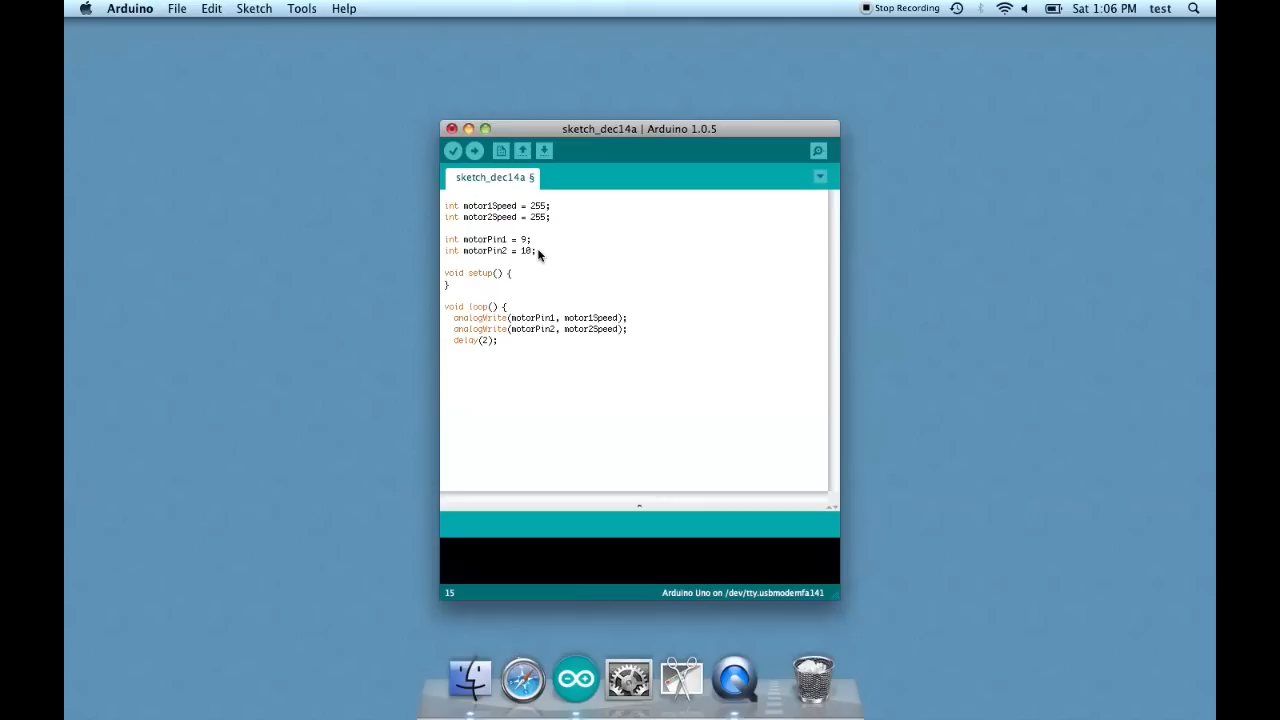 Arduino File Edit Sketch Tools Help Stop Recording Sat 1:06 PM test
sketch_dec14a | Arduino 1.0.5
sketch_dec14a §
int motor1Speed = 255;
int motor2Speed = 255;
int motorPin1 = 9;
int motorPin2 = 10;
void setup() {
}
void loop() {
analogWrite(motorPin1, motor1Speed);
analogWrite(motorPin2, motor2Speed);
delay(2);
15 Arduino Uno on /dev/tty.usbmodemfa141